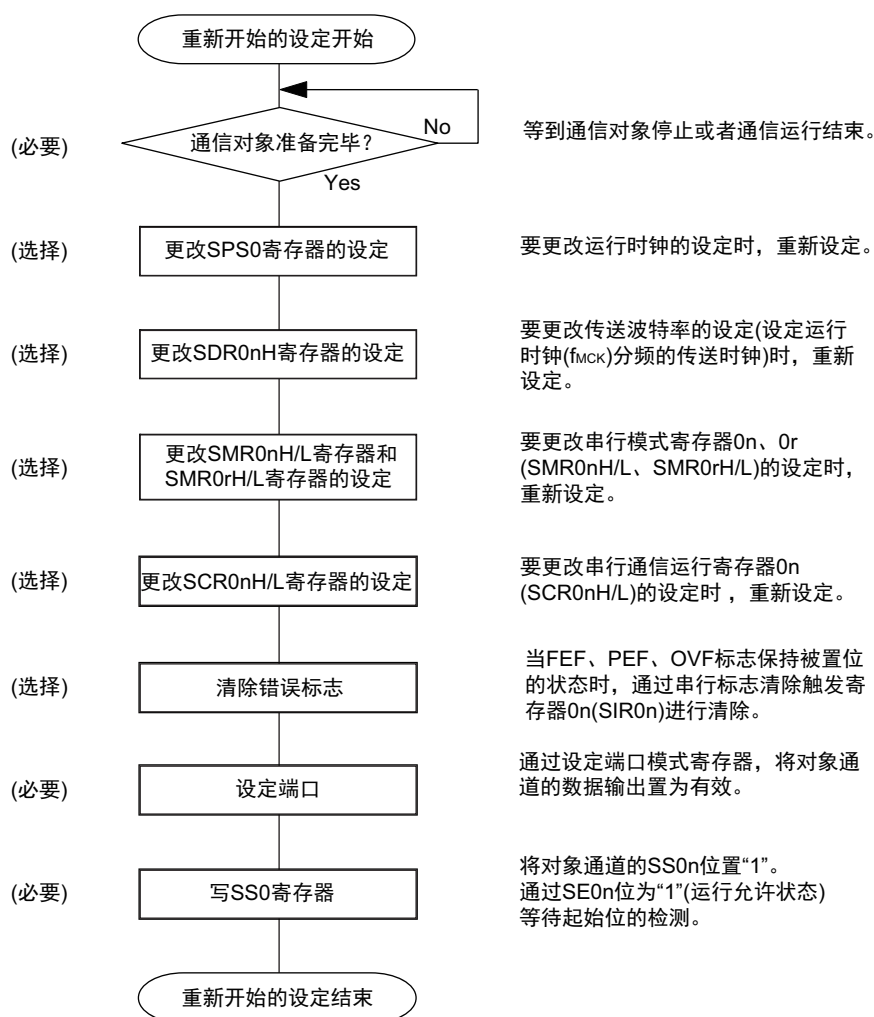 重新开始的设定开始
(必要)
通信对象准备完毕？
No
Yes
等到通信对象停止或者通信运行结束。
(选择)
更改SPS0寄存器的设定
要更改运行时钟的设定时，重新设定。
(选择)
更改SDR0nH寄存器的设定
要更改传送波特率的设定(设定运行
时钟(fMCK)分频的传送时钟)时，重新
设定。
(选择)
更改SMR0nH/L寄存器和
SMR0rH/L寄存器的设定
要更改串行模式寄存器0n、0r
(SMR0nH/L、SMR0rH/L)的设定时，
重新设定。
(选择)
更改SCR0nH/L寄存器的设定
要更改串行通信运行寄存器0n
(SCR0nH/L)的设定时，重新设定。
(选择)
清除错误标志
当FEF、PEF、OVF标志保持被置位
的状态时，通过串行标志清除触发寄
存器0n(SIR0n)进行清除。
(必要)
设定端口
通过设定端口模式寄存器，将对象通
道的数据输出置为有效。
(必要)
写SS0寄存器
将对象通道的SS0n位置“1”。
通过SE0n位为“1”(运行允许状态)
等待起始位的检测。
重新开始的设定结束